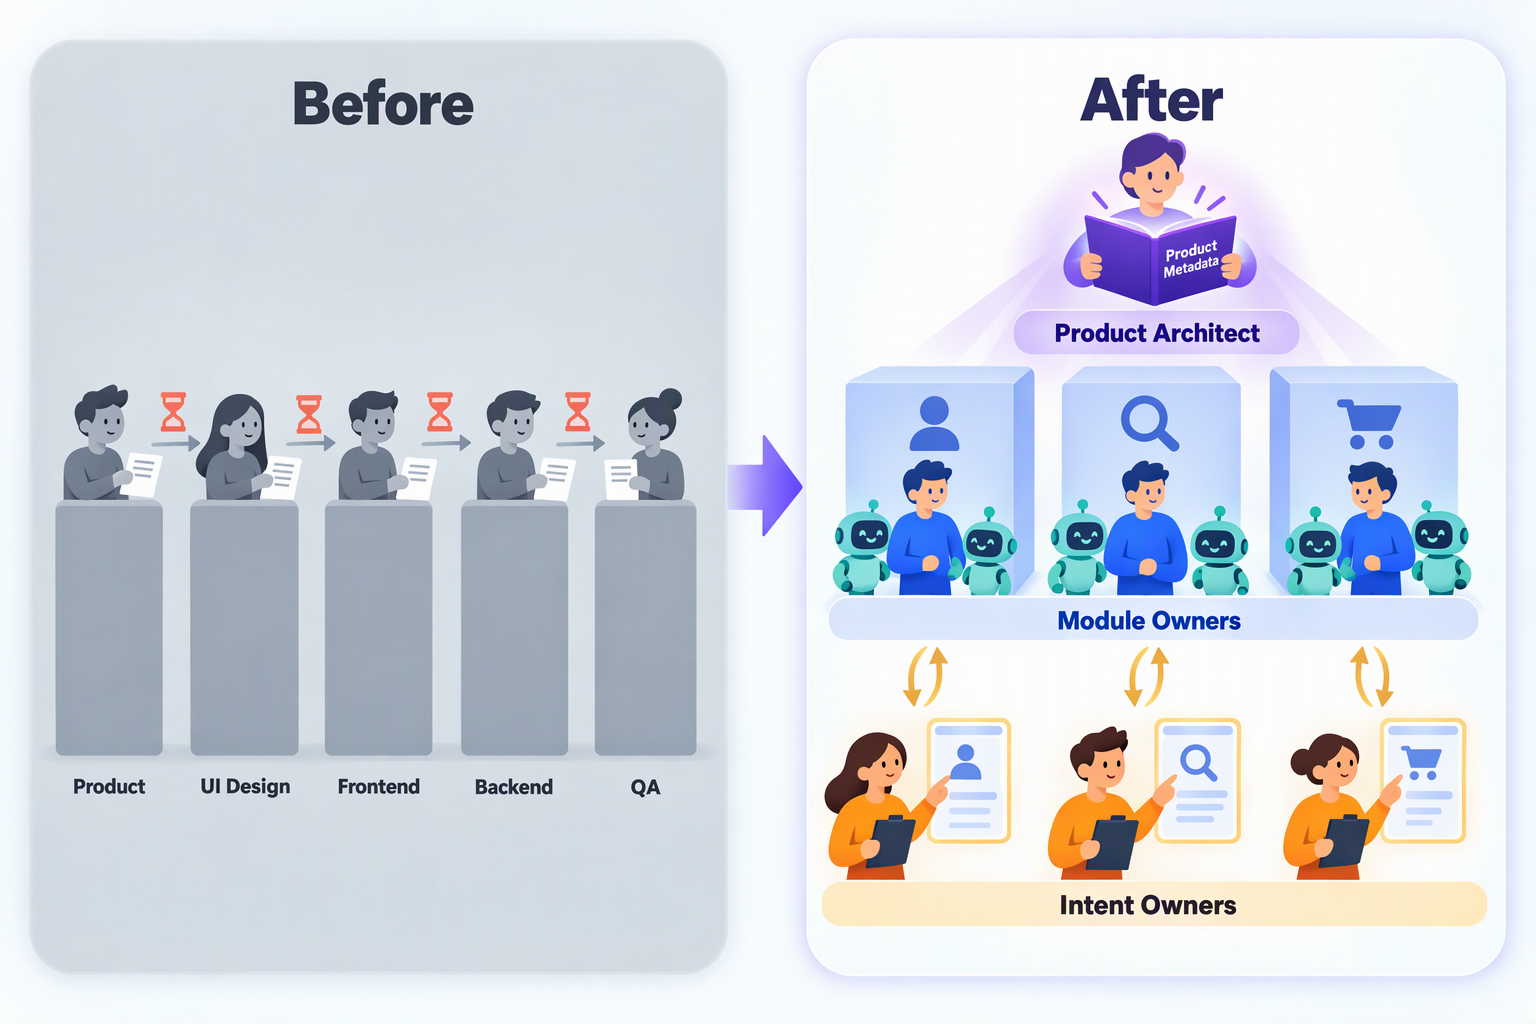 Before
Product
UI Design
Frontend
Backend
QA
After
Product
Metadata
Product Architect
Module Owners
Intent Owners